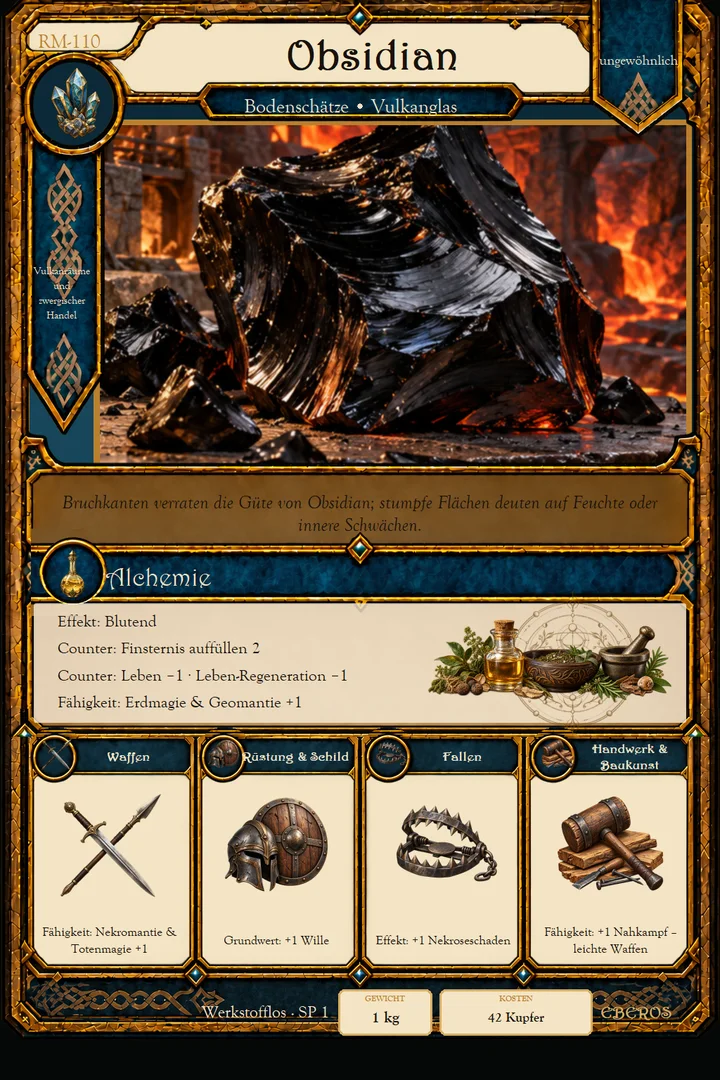 RM-110
Obsidian
ungewöhnlich
Bodenschätze • Vulkanglas
Vulkanräume
und
zwergischer
Handel
Bruchkanten verraten die Güte von Obsidian; stumpfe Flächen deuten auf Feuchte oder
innere Schwächen.
Alchemie
Effekt: Blutend
Counter: Finsternis auffüllen 2
Counter: Leben −1 · Leben-Regeneration −1
Fähigkeit: Erdmagie & Geomantie +1
Waffen
Rüstung & Schild
Fallen
Handwerk &
Baukunst
Fähigkeit: Nekromantie &
Totenmagie +1
Grundwert: +1 Wille
Effekt: +1 Nekroseschaden
Fähigkeit: +1 Nahkampf –
leichte Waffen
Werkstofflos · SP 1
GEWICHT
1 kg
KOSTEN
42 Kupfer
EBEROS